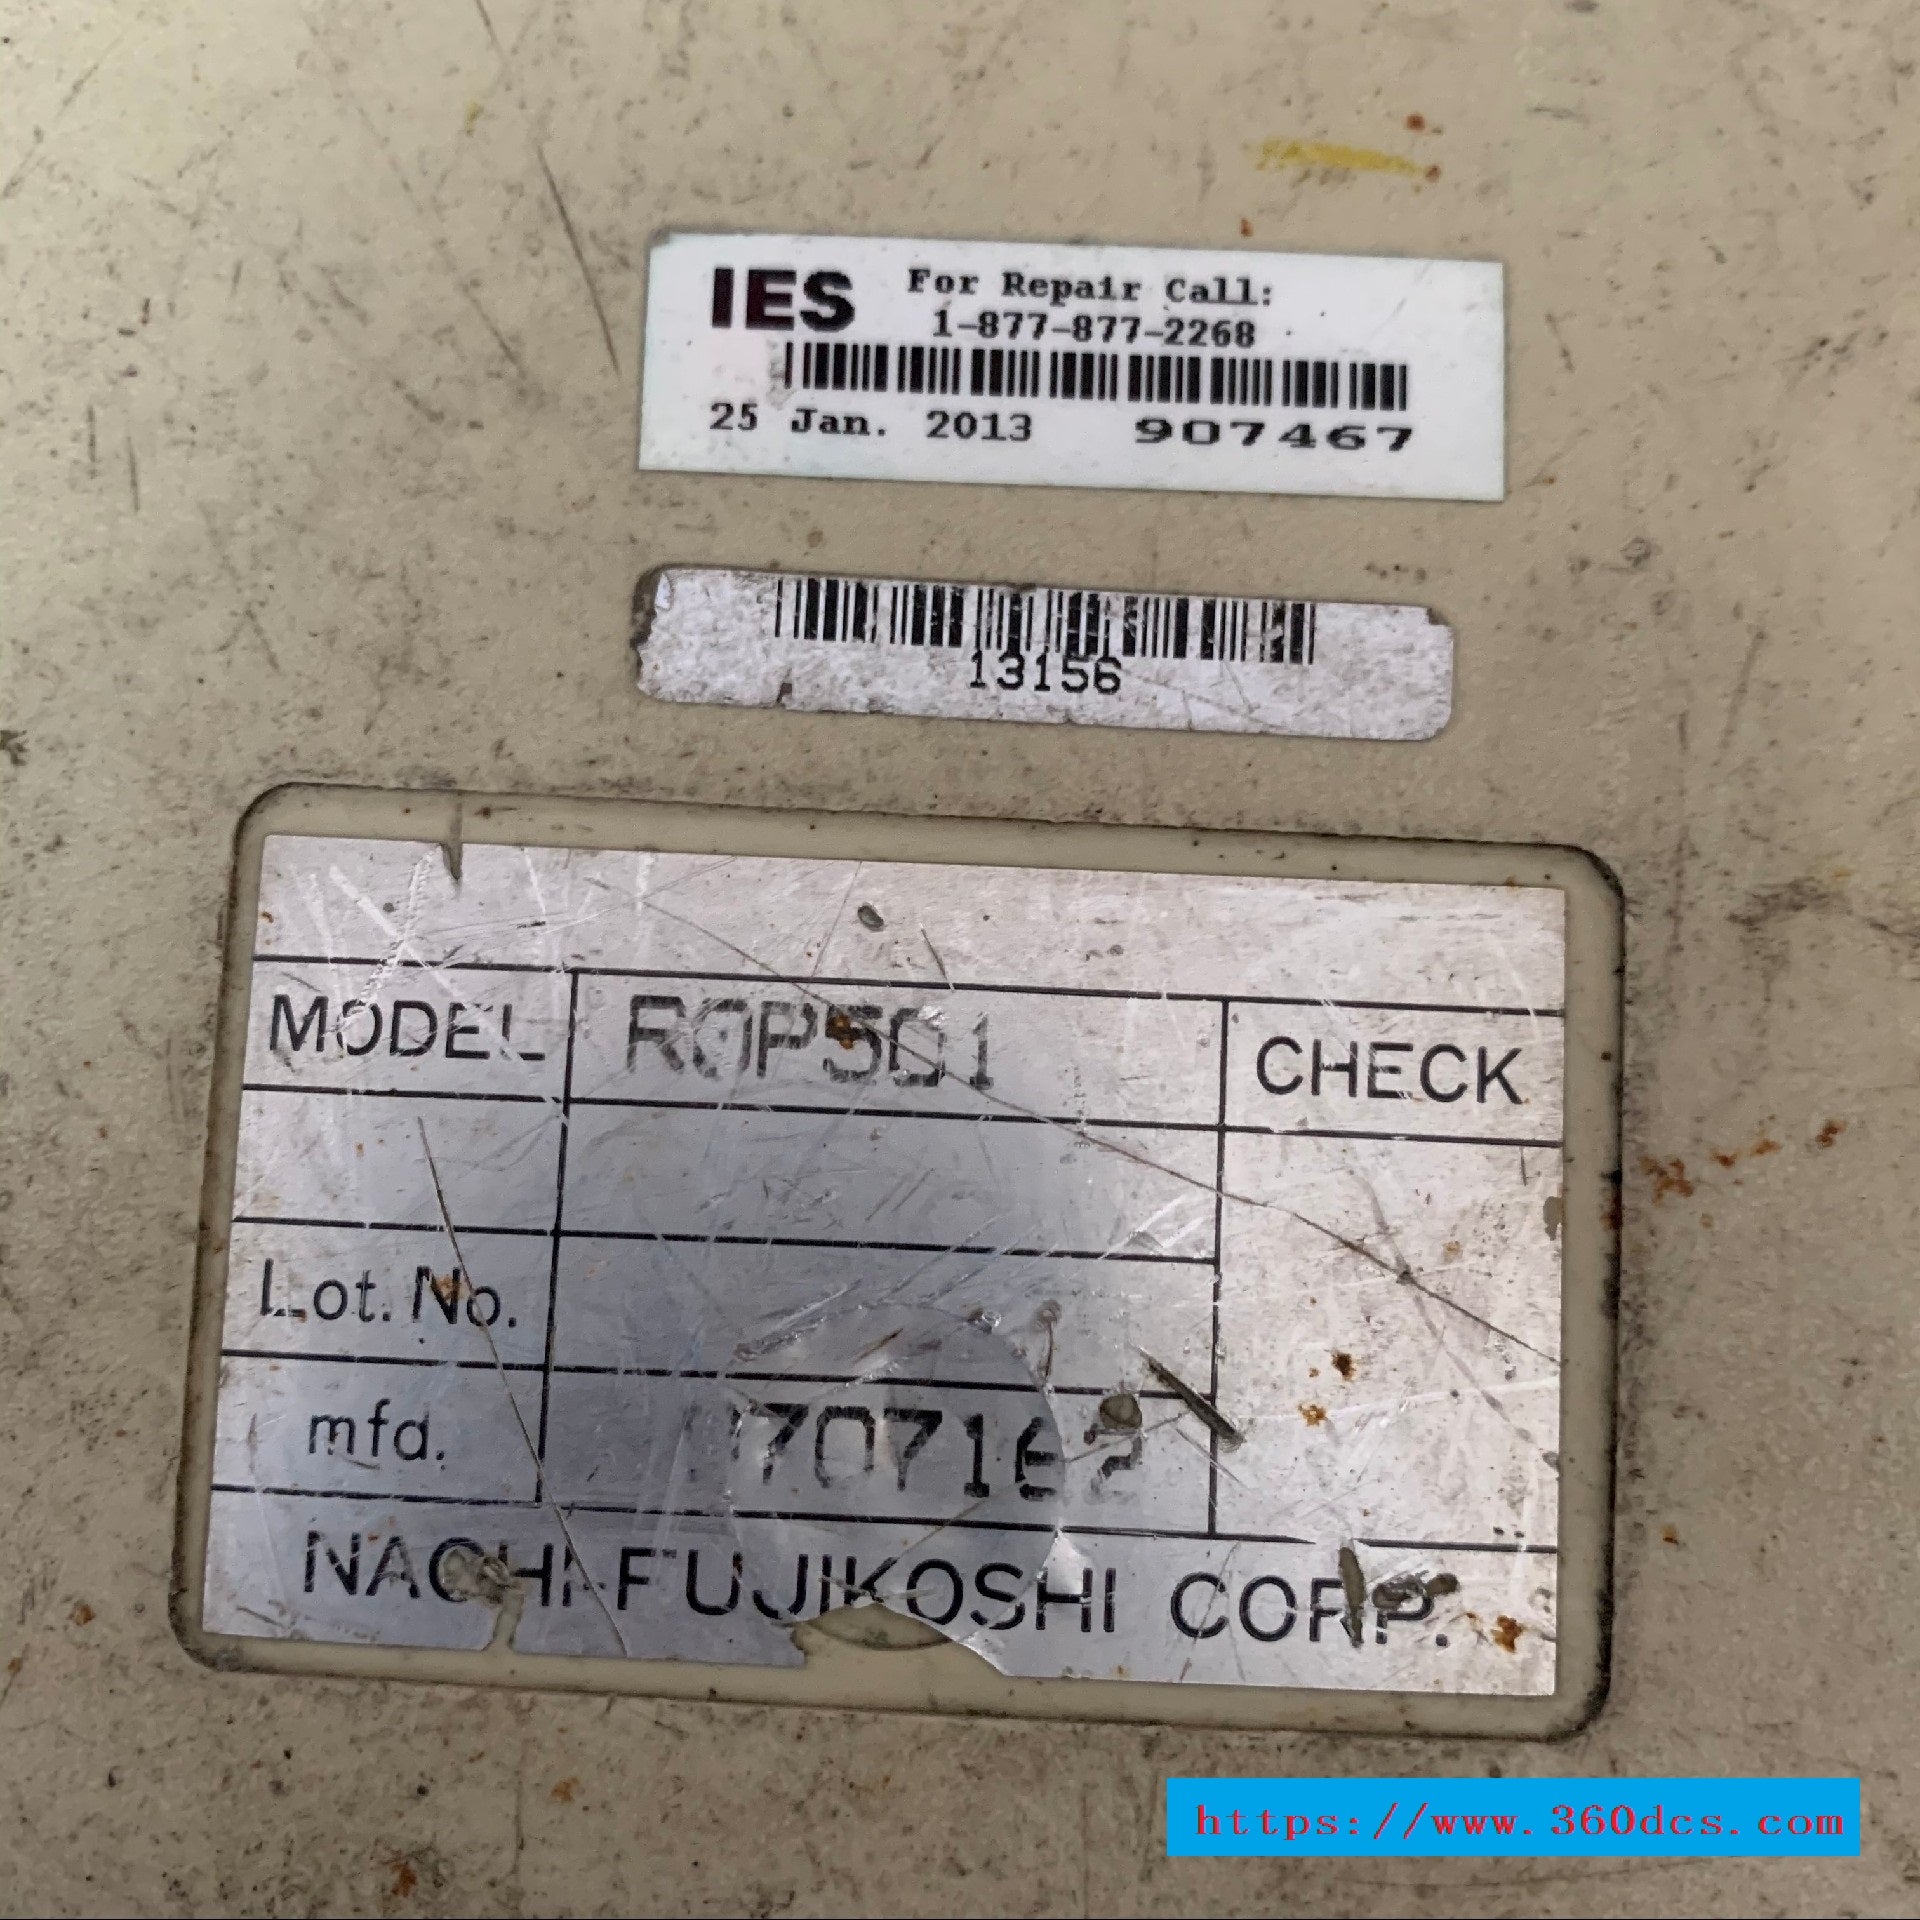 IES For Repair Call:
1-877-877-2268
25 Jan. 2013 907467
13156
MODEL ROP501 CHECK
Lot. No.
mfd. 707162
NACHI-FUJIKOSHI CORP.
https://www.360dcs.com